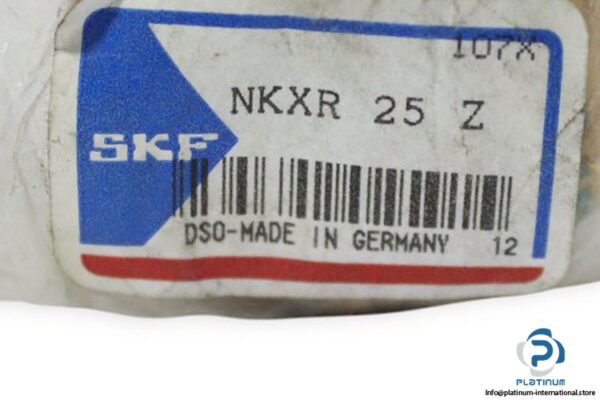 107X
NKXR 25 Z
SKF
DSO-MADE IN GERMANY 12
PLATINUM
Info@platinum-international.store